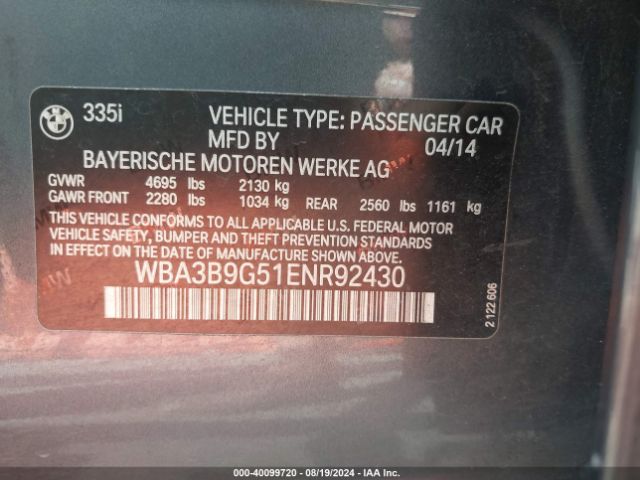 BMW
335i VEHICLE TYPE: PASSENGER CAR
MFD BY 04/14
BAYERISCHE MOTOREN WERKE AG
GVWR 4695 lbs 2130 kg
GAWR FRONT 2280 lbs 1034 kg REAR 2560 lbs 1161 kg
THIS VEHICLE CONFORMS TO ALL APPLICABLE U.S. FEDERAL MOTOR
VEHICLE SAFETY, BUMPER AND THEFT PREVENTION STANDARDS
IN EFFECT ON THE DATE OF MANUFACTURE SHOWN ABOVE.
WBA3B9G51ENR92430
2 122 606
000-40099720 - 08/19/2024 - IAA Inc.